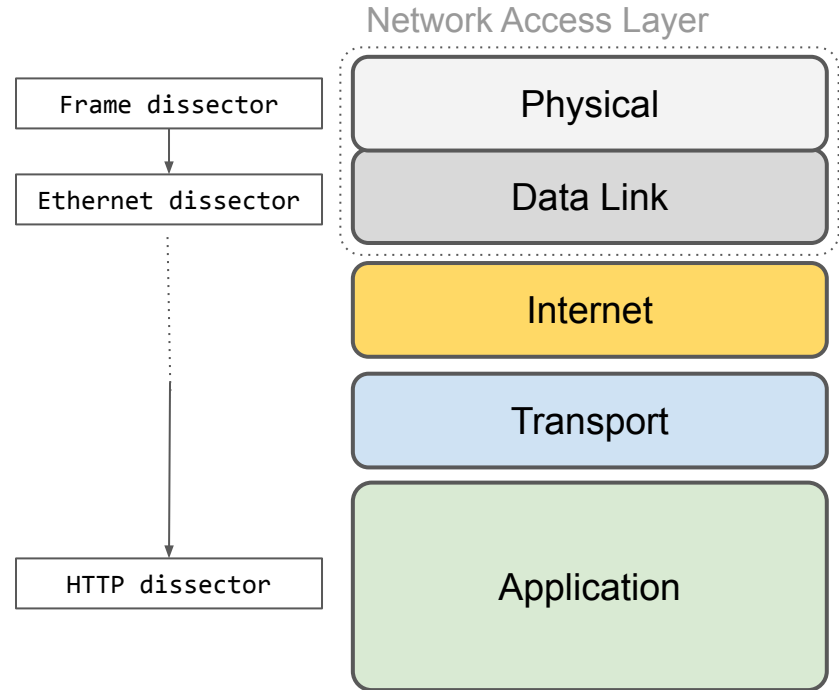 Network Access Layer
Frame dissector
Physical
Ethernet dissector
Data Link
Internet
Transport
HTTP dissector
Application